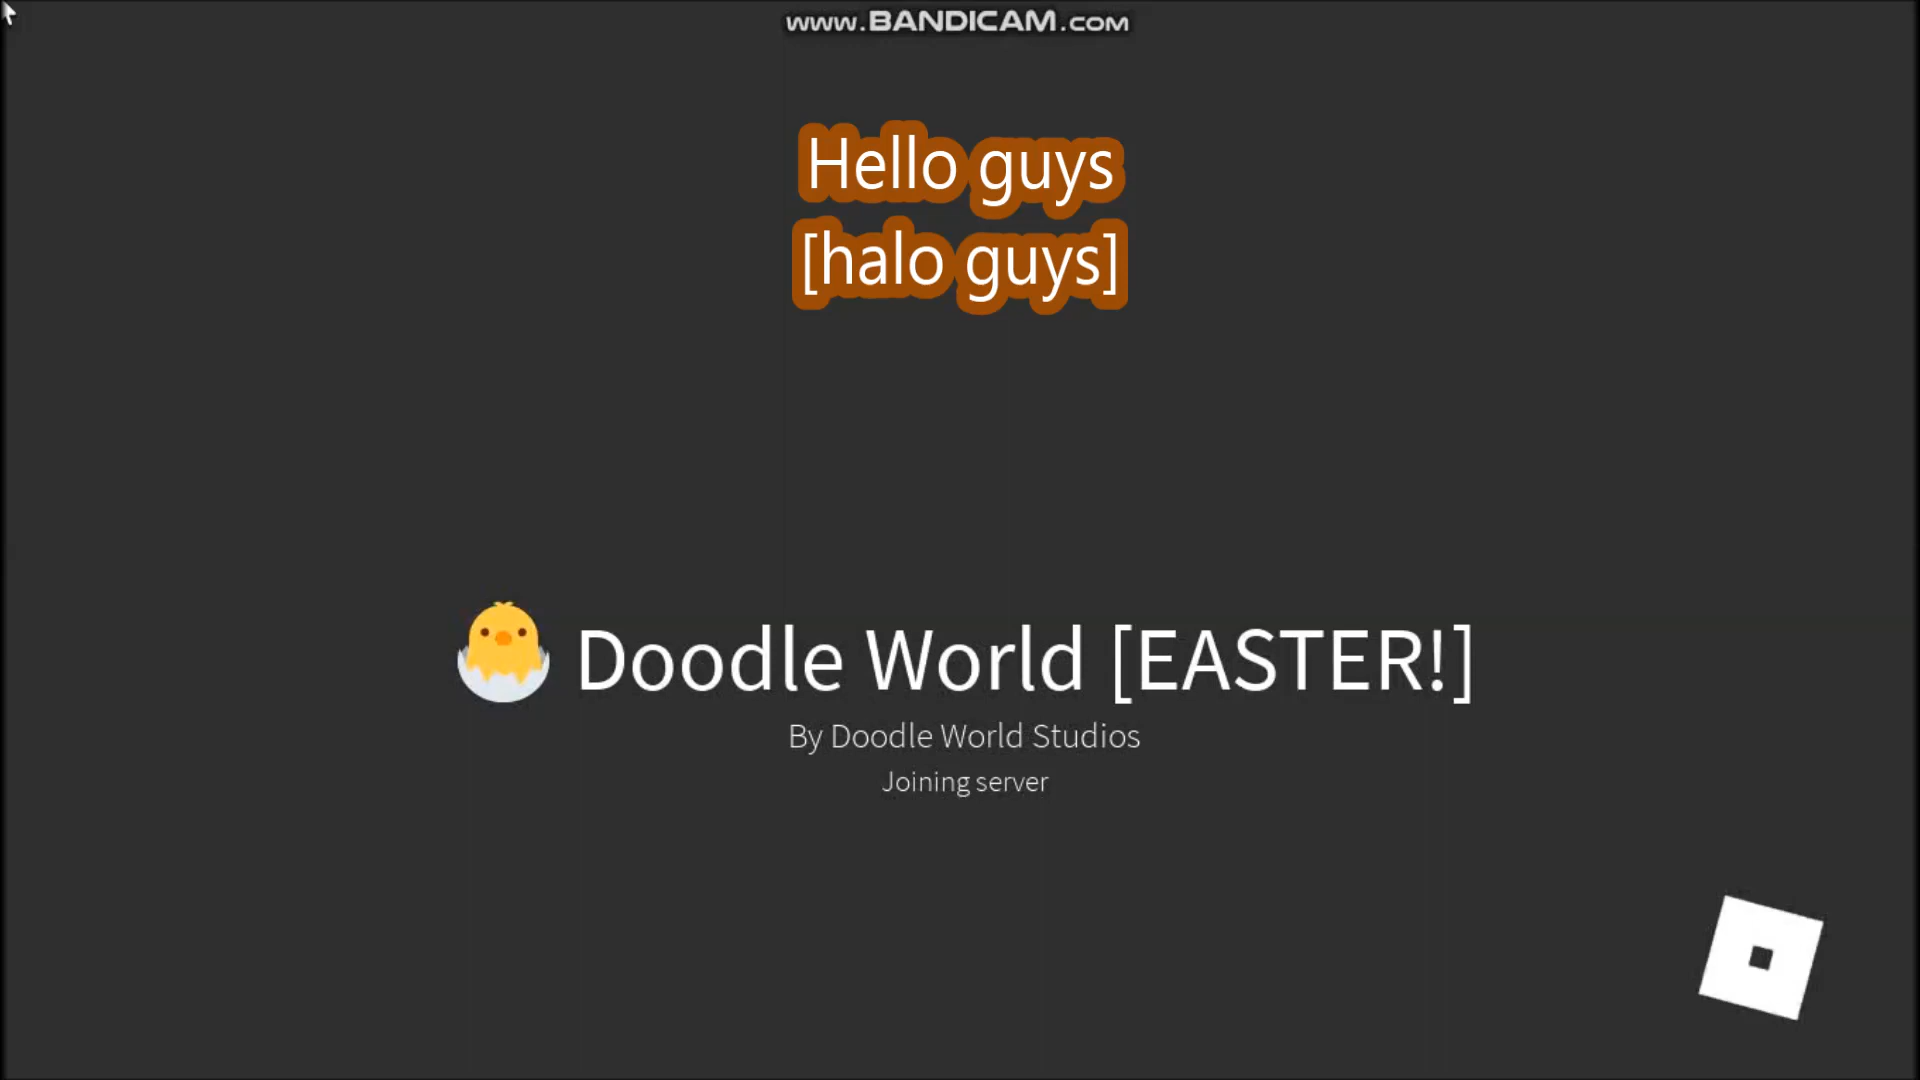 www.BANDICAM.com
Hello guys
[halo guys]
🐣 Doodle World [EASTER!]
By Doodle World Studios
Joining server